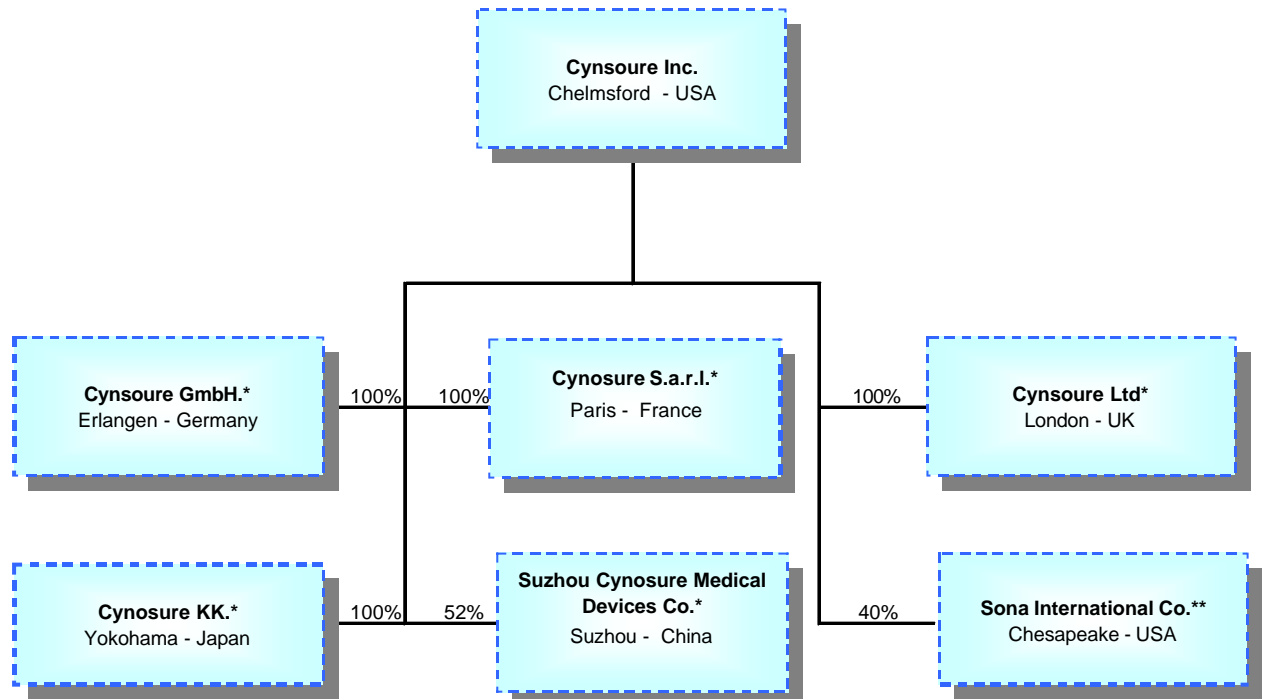 Cynsoure Inc.
Chelmsford - USA
Cynsoure GmbH.*
Erlangen - Germany
100%
100%
Cynosure S.a.r.l.*
Paris - France
100%
Cynsoure Ltd*
London - UK
Cynosure KK.*
Yokohama - Japan
100%
52%
Suzhou Cynosure Medical
Devices Co.*
Suzhou - China
40%
Sona International Co.**
Chesapeake - USA